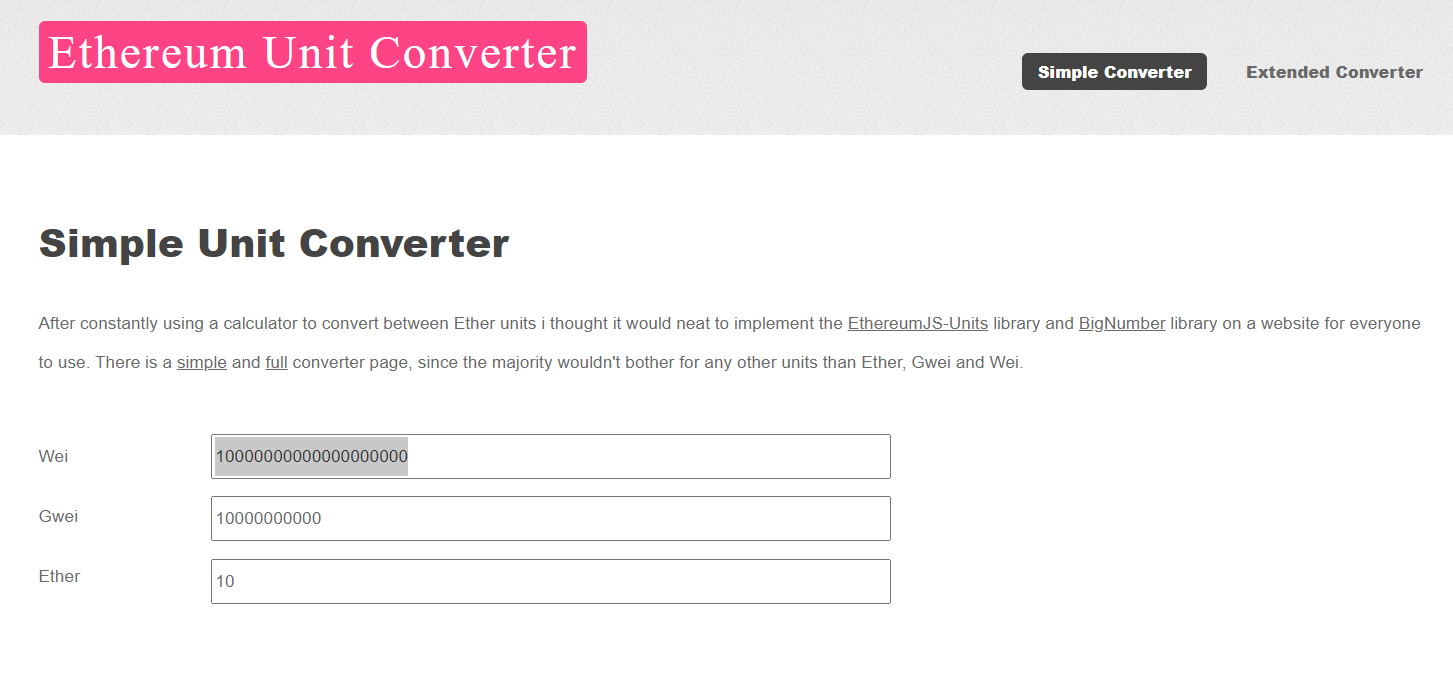 Ethereum Unit Converter
Simple Converter
Extended Converter
Simple Unit Converter
After constantly using a calculator to convert between Ether units i thought it would neat to implement the EthereumJS-Units library and BigNumber library on a website for everyone
to use. There is a simple and full converter page, since the majority wouldn't bother for any other units than Ether, Gwei and Wei.
Wei 10000000000000000000
Gwei 10000000000
Ether 10